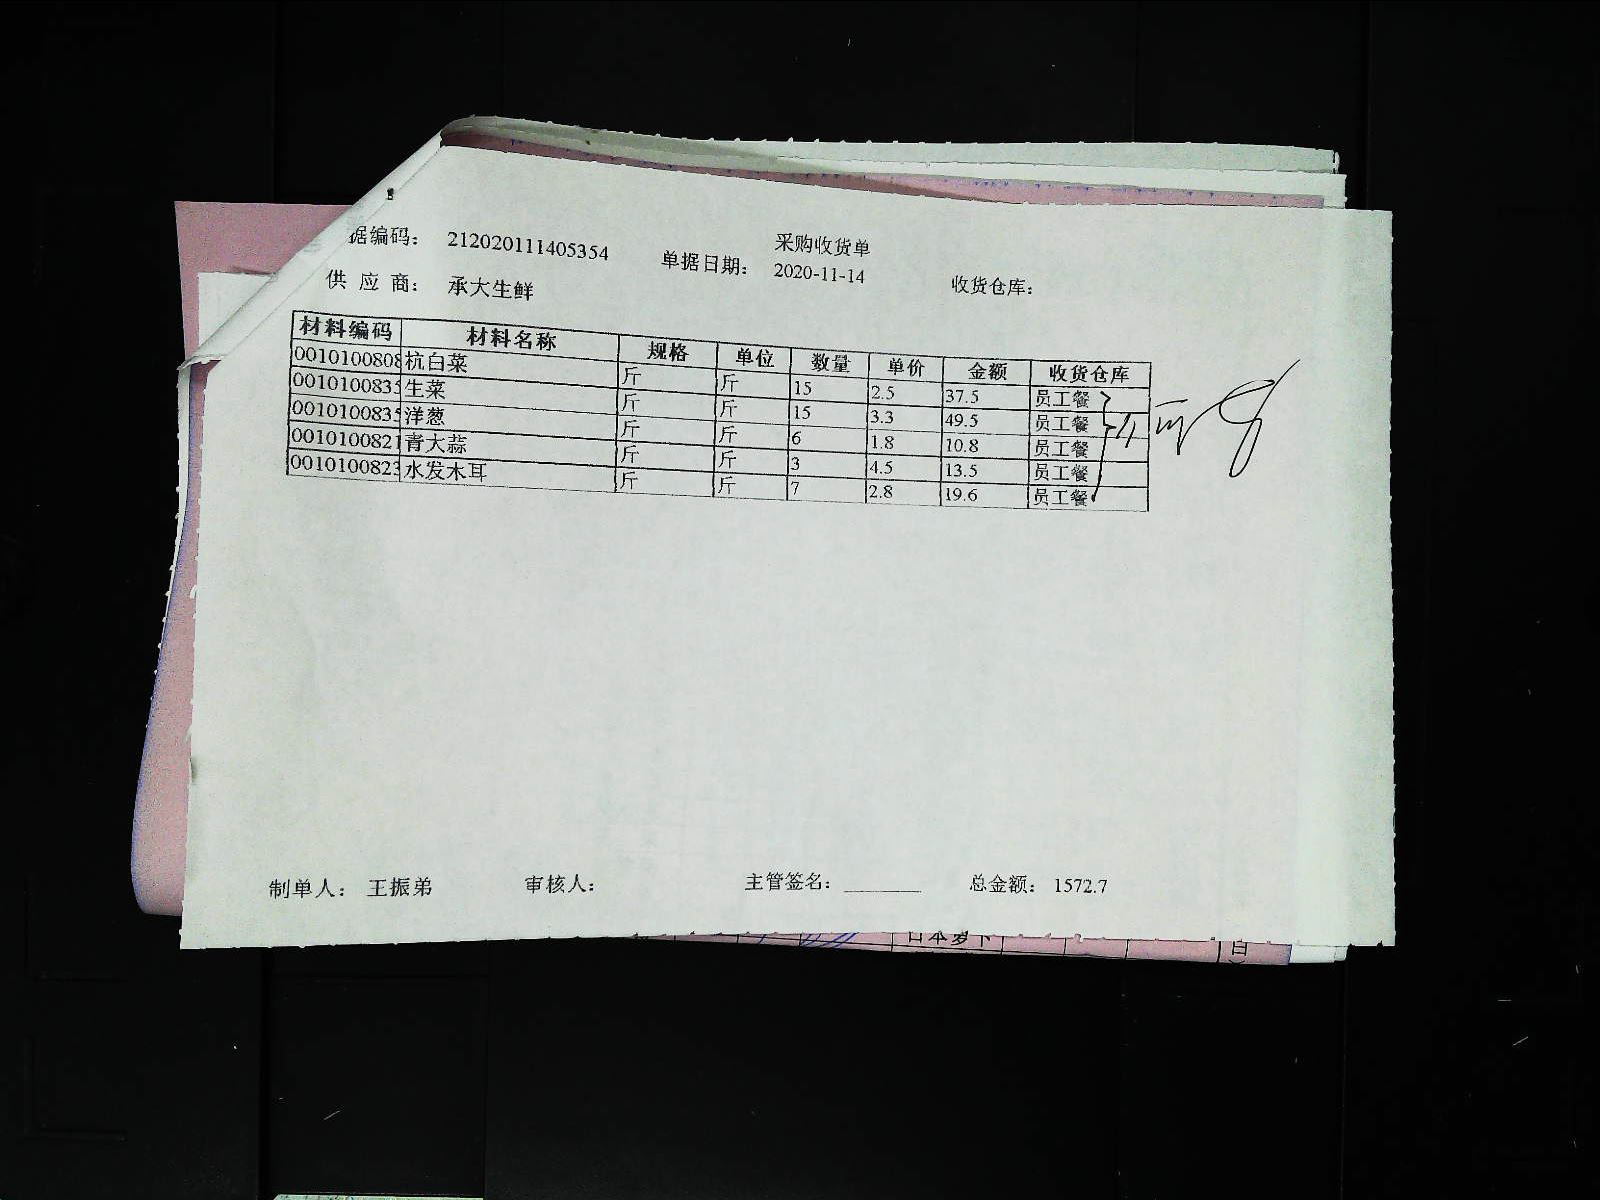 采购收货单
据编码： 212020111405354 单据日期： 2020-11-14 收货仓库：
供 应 商： 承大生鲜
材料编码 材料名称 规格 单位 数量 单价 金额 收货仓库
0010100808 杭白菜 斤 斤 15 2.5 37.5 员工餐
001010083 生菜 斤 斤 15 3.3 49.5 员工餐
001010083 洋葱 斤 斤 6 1.8 10.8 员工餐
0010100821 青大蒜 斤 斤 3 4.5 13.5 员工餐
001010082 水发木耳 斤 斤 7 2.8 19.6 员工餐
制单人： 王振弟 审核人： 主管签名： 总金额： 1572.7
日本萝卜